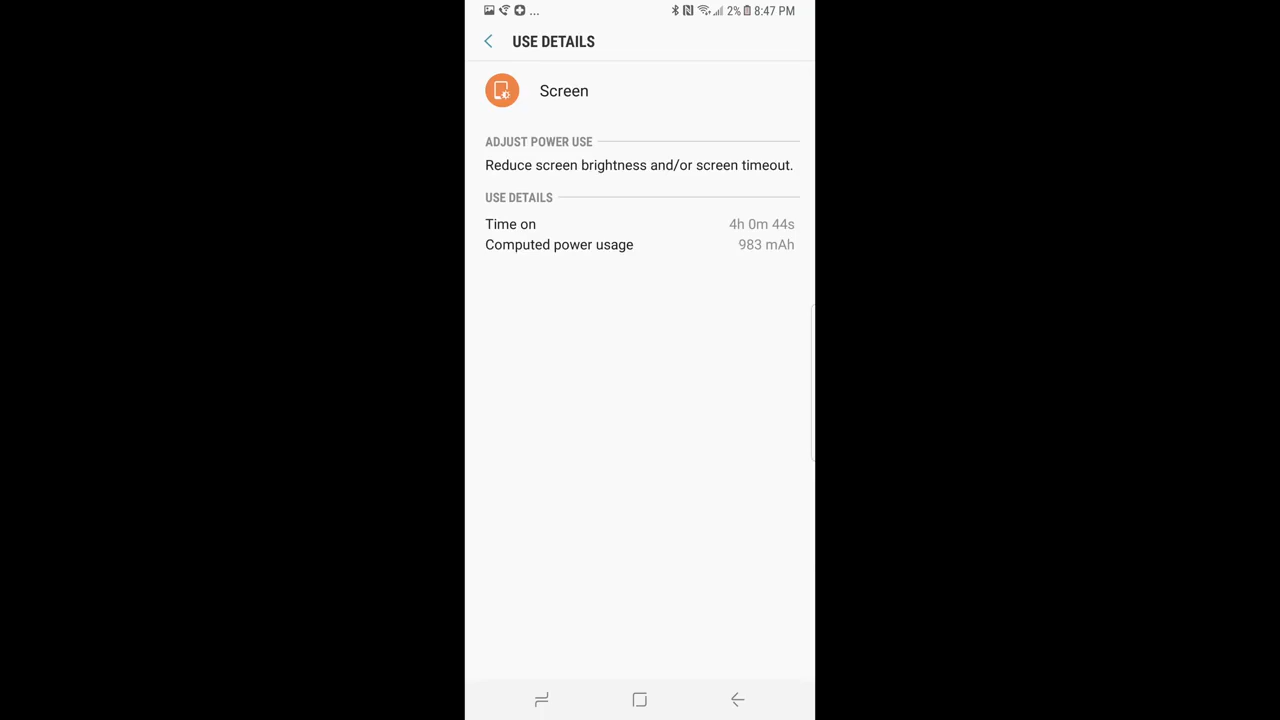 ... 2% 8:47 PM
USE DETAILS
Screen
ADJUST POWER USE
Reduce screen brightness and/or screen timeout.
USE DETAILS
Time on 4h 0m 44s
Computed power usage 983 mAh